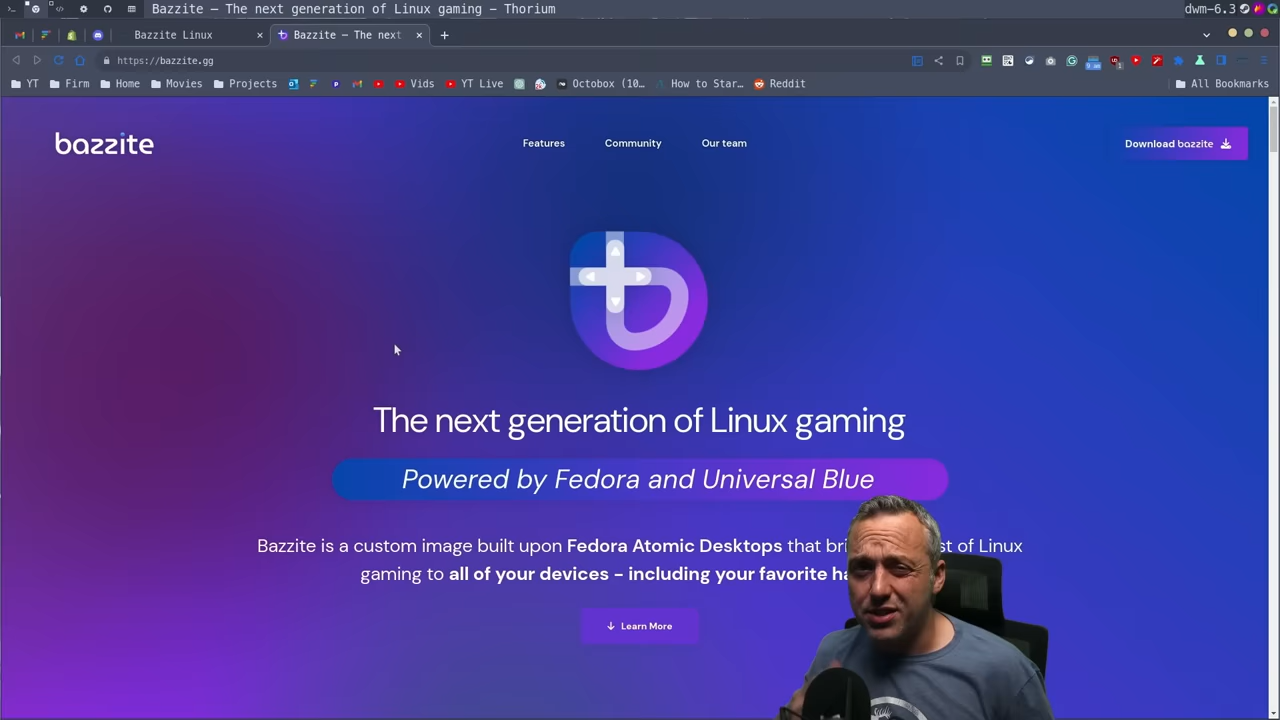 Bazzite — The next generation of Linux gaming - Thorium
dwm-6.3
Bazzite Linux
Bazzite — The next
https://bazzite.gg
YT
Firm
Home
Movies
Projects
Vids
YT Live
Octobox (10...
How to Star...
Reddit
All Bookmarks
bazzite
Features
Community
Our team
Download bazzite
The next generation of Linux gaming
Powered by Fedora and Universal Blue
Bazzite is a custom image built upon Fedora Atomic Desktops that of Linux
gaming to all of your devices - including your favorite
Learn More